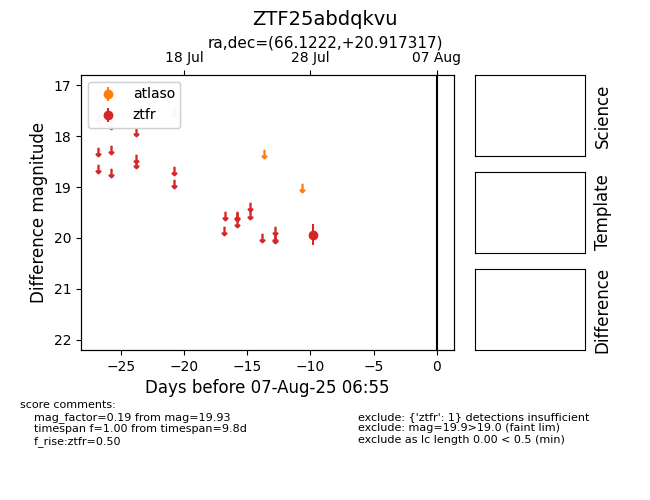 ZTF25abdqkvu
ra,dec=(66.1222,+20.917317)
18 Jul 28 Jul 07 Aug
atlaso
ztfr
17
18
19
20
21
22
Difference magnitude
−25 −20 −15 −10 −5 0
Days before 07-Aug-25 06:55
Science
Template
Difference
score comments:
mag_factor=0.19 from mag=19.93
timespan f=1.00 from timespan=9.8d
f_rise:ztfr=0.50
exclude: {'ztfr': 1} detections insufficient
exclude: mag=19.9>19.0 (faint lim)
exclude as lc length 0.00 < 0.5 (min)